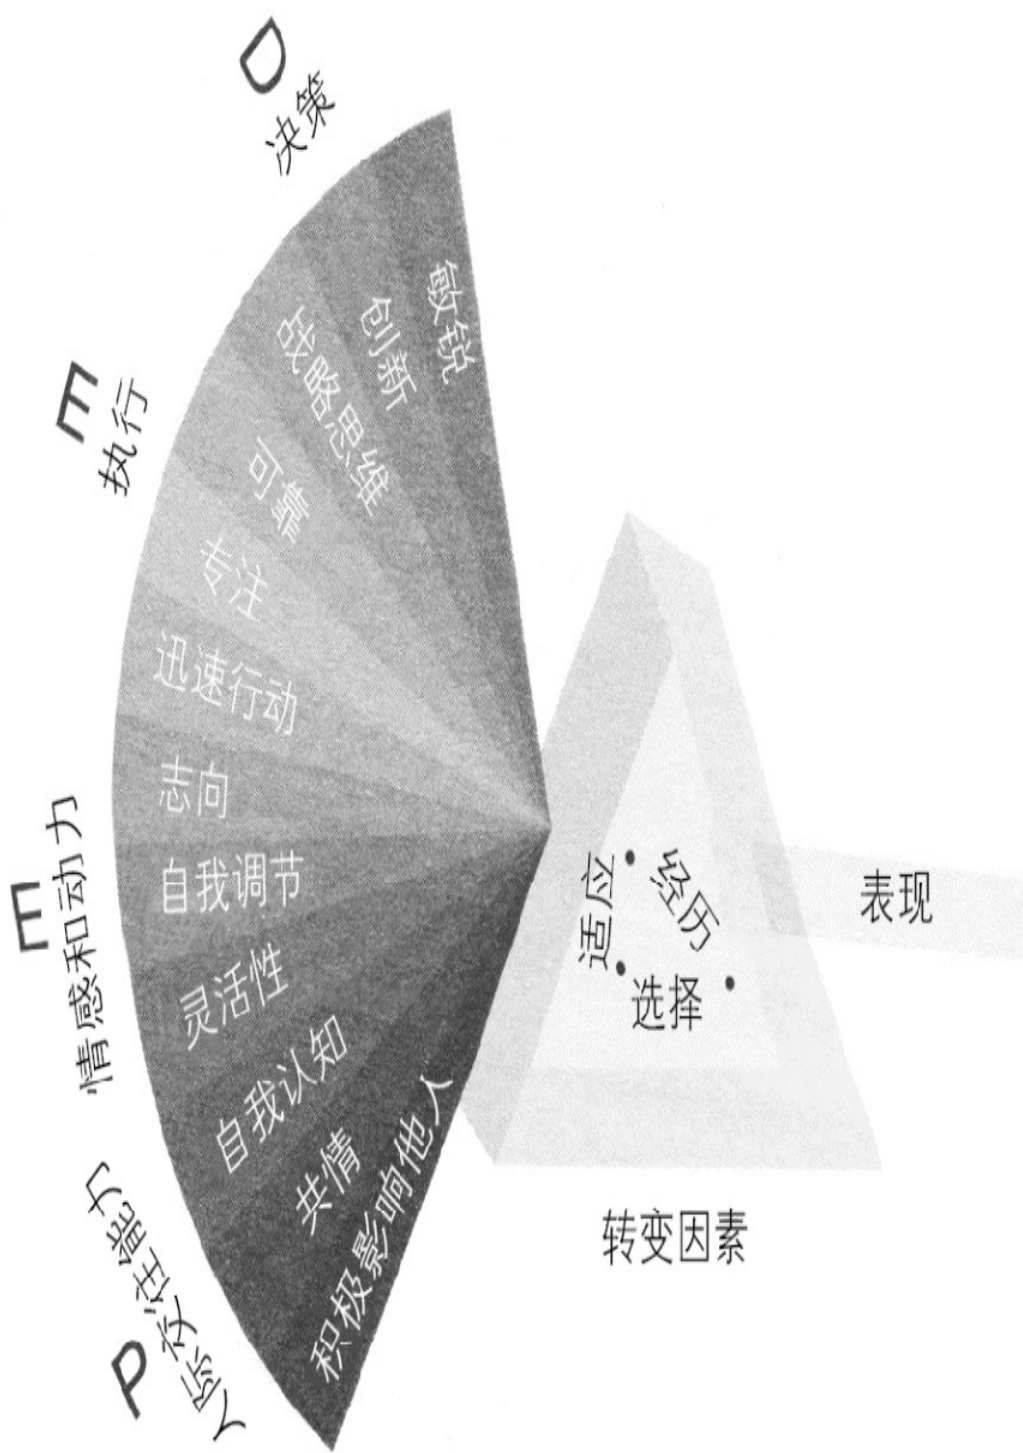 D
决策
E
执行
E
情感和动力
P
人际交往能力
敏锐
创新
战略思维
可靠
专注
迅速行动
志向
自我调节
灵活性
自我认知
共情
积极影响他人
适应
经历
选择
表现
转变因素